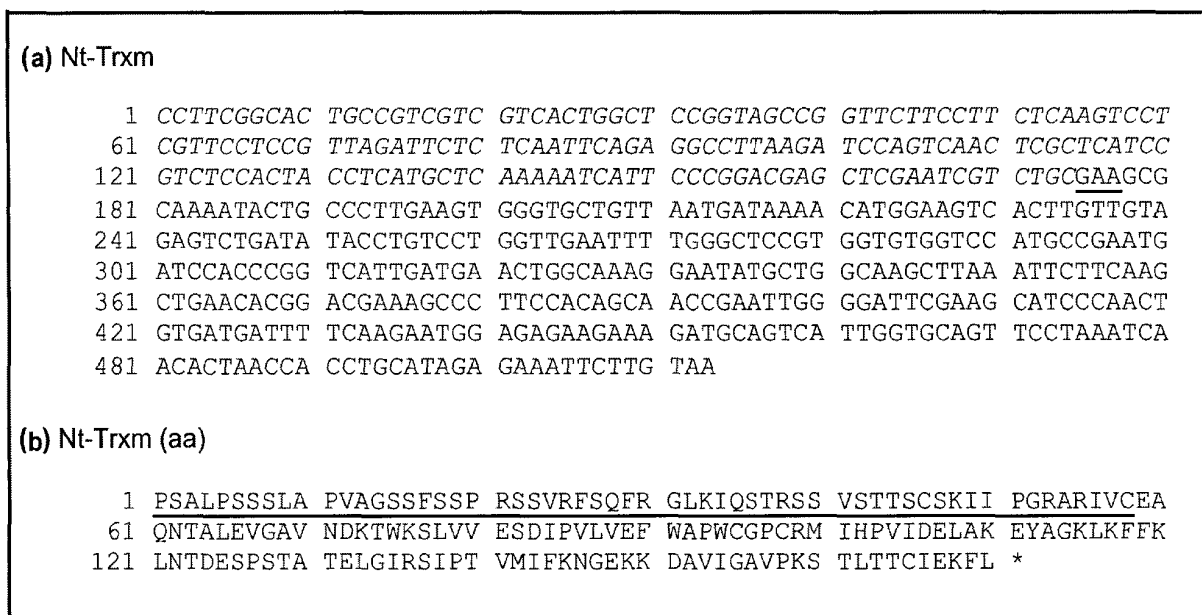 (a) Nt-Trxm
1 CCTTCGGCAC TGCCGTCGTC GTCACTGGCT CCGGTAGCCG GTTCTTCCTT CTCAAGTCCT
61 CGTTCCTCCG TTAGATTCTC TCAATTCAGA GGCCTTAAGA TCCAGTCAAC TCGCTCATCC
121 GTCTCCACTA CCTCATGCTC AAAAATCATT CCCGGACGAG CTCGAATCGT CTGCGAAGCG
181 CAAAATACTG CCCTTGAAGT GGGTGCTGTT AATGATAAAA CATGGAAGTC ACTTGTTGTA
241 GAGTCTGATA TACCTGTCCT GGTTGAATTT TGGGCTCCGT GGTGTGGTCC ATGCCGAATG
301 ATCCACCCGG TCATTGATGA ACTGGCAAAG GAATATGCTG GCAAGCTTAA ATTCTTCAAG
361 CTGAACACGG ACGAAAGCCC TTCCACAGCA ACCGAATTGG GGATTCGAAG CATCCCAACT
421 GTGATGATTT TCAAGAATGG AGAGAAGAAA GATGCAGTCA TTGGTGCAGT TCCTAAATCA
481 ACACTAACCA CCTGCATAGA GAAATTCTTG TAA
(b) Nt-Trxm (aa)
1 PSALPSSSLA PVAGSSFSSP RSSVRFSQFR GLKIQSTRSS VSTTSCSKII PGRARIVCEA
61 QNTALEVGAV NDKTWKSLVV ESDIPVLVEF WAPWCGPCRM IHPVIDELAK EYAGKLKFFK
121 LNTDESPSTA TELGIRSIPT VMIFKNGEKK DAVIGAVPKS TLTTCIEKFL *